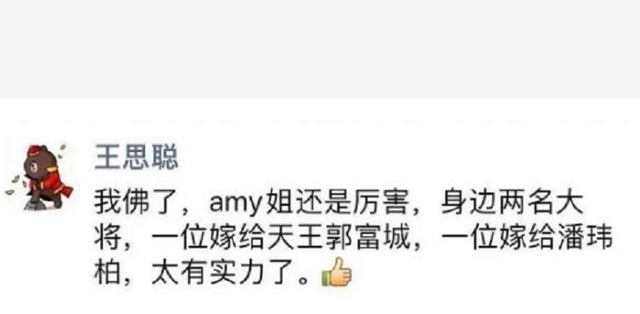 王思聪
我佛了，amy姐还是厉害，身边两名大
将，一位嫁给天王郭富城，一位嫁给潘玮
柏，太有实力了。👍